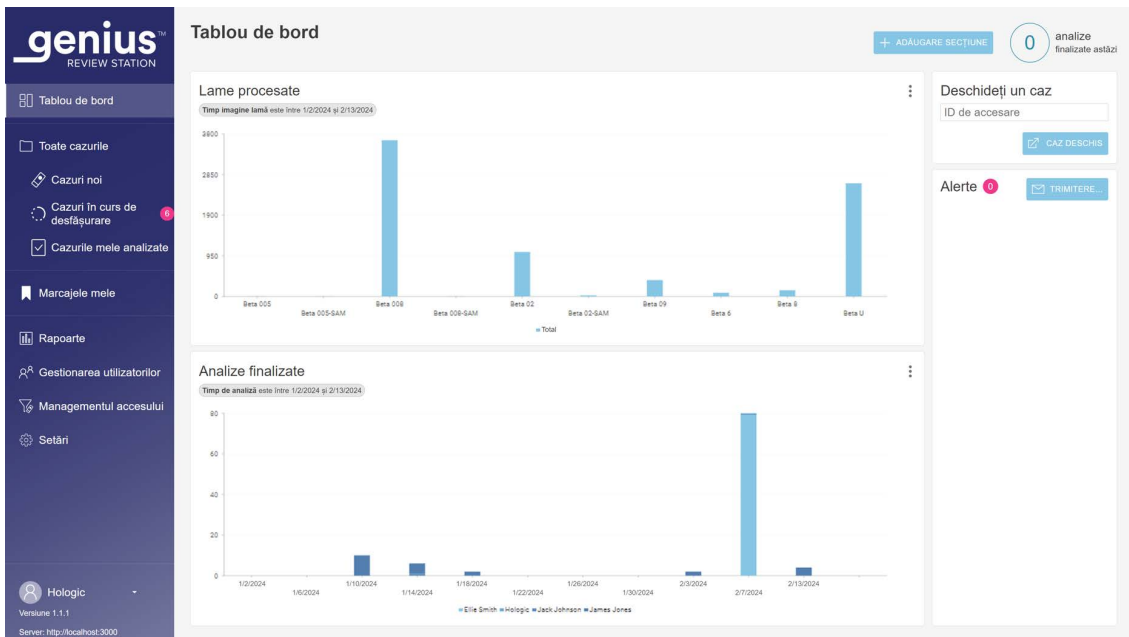 genius™
REVIEW STATION
Tablou de bord
Toate cazurile
Cazuri noi
Cazuri în curs de
desfășurare
6
Cazurile mele analizate
Marcajele mele
Rapoarte
Gestionarea utilizatorilor
Managementul accesului
Setări
Hologic
Versiune 1.1.1
Server: http://localhost:3000
Tablou de bord
+ ADĂUGARE SECȚIUNE
0
analize
finalizate astăzi
Lame procesate
Timp imagine lamă este între 1/2/2024 și 2/13/2024
3800
2850
1900
950
0
Beta 005
Beta 005-SAM
Beta 008
Beta 008-SAM
Beta 02
Beta 02-SAM
Beta 09
Beta 6
Beta 8
Beta U
Total
Analize finalizate
Timp de analiză este între 1/2/2024 și 2/13/2024
80
60
40
20
0
1/2/2024
1/6/2024
1/10/2024
1/14/2024
1/18/2024
1/22/2024
1/26/2024
1/30/2024
2/3/2024
2/7/2024
2/13/2024
Ellie Smith Hologic Jack Johnson James Jones
Deschideți un caz
ID de accesare
CAZ DESCHIS
Alerte 0
TRIMITERE...